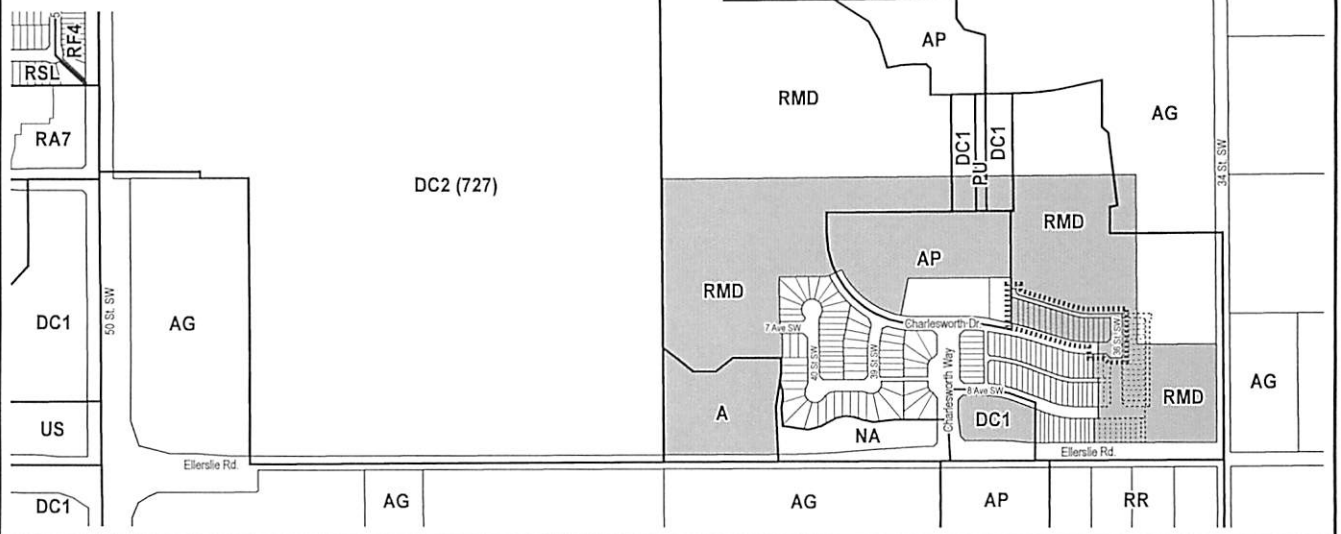 RF4
RSL
RA7
DC1
US
DC1
50 St. SW
AG
Ellerslie Rd.
DC2 (727)
AG
AP
RMD
DC1
PU
DC1
AG
34 St. SW
RMD
AP
RMD
7 Ave SW
40 St SW
39 St SW
Charlesworth Dr.
36 St. SW
Charlesworth Way
8 Ave SW
A
NA
DC1
RMD
AG
Ellerslie Rd.
AG
AP
RR